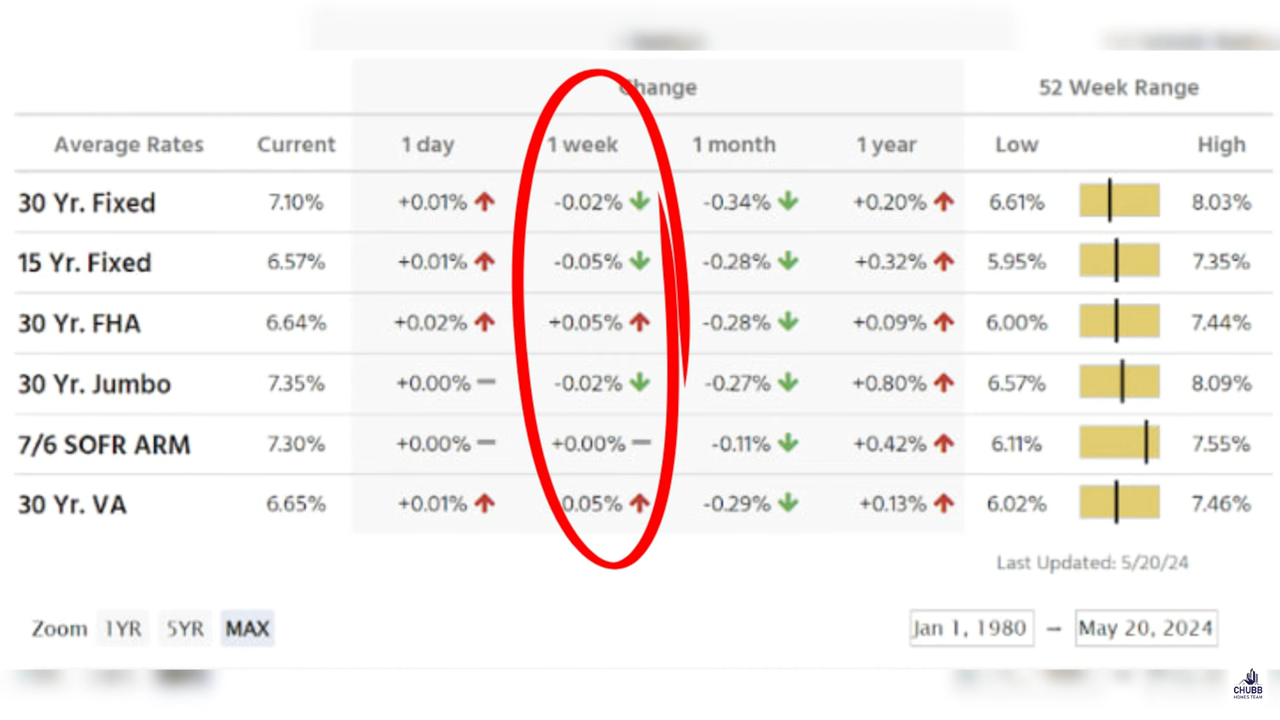 Change 52 Week Range
Average Rates Current 1 day 1 week 1 month 1 year Low High
30 Yr. Fixed 7.10% +0.01% -0.02% -0.34% +0.20% 6.61% 8.03%
15 Yr. Fixed 6.57% +0.01% -0.05% -0.28% +0.32% 5.95% 7.35%
30 Yr. FHA 6.64% +0.02% +0.05% -0.28% +0.09% 6.00% 7.44%
30 Yr. Jumbo 7.35% +0.00% -0.02% -0.27% +0.80% 6.57% 8.09%
7/6 SOFR ARM 7.30% +0.00% +0.00% -0.11% +0.42% 6.11% 7.55%
30 Yr. VA 6.65% +0.01% 0.05% -0.29% +0.13% 6.02% 7.46%
Last Updated: 5/20/24
Zoom 1YR 5YR MAX Jan 1, 1980 – May 20, 2024
CHUBB
HOMES TEAM